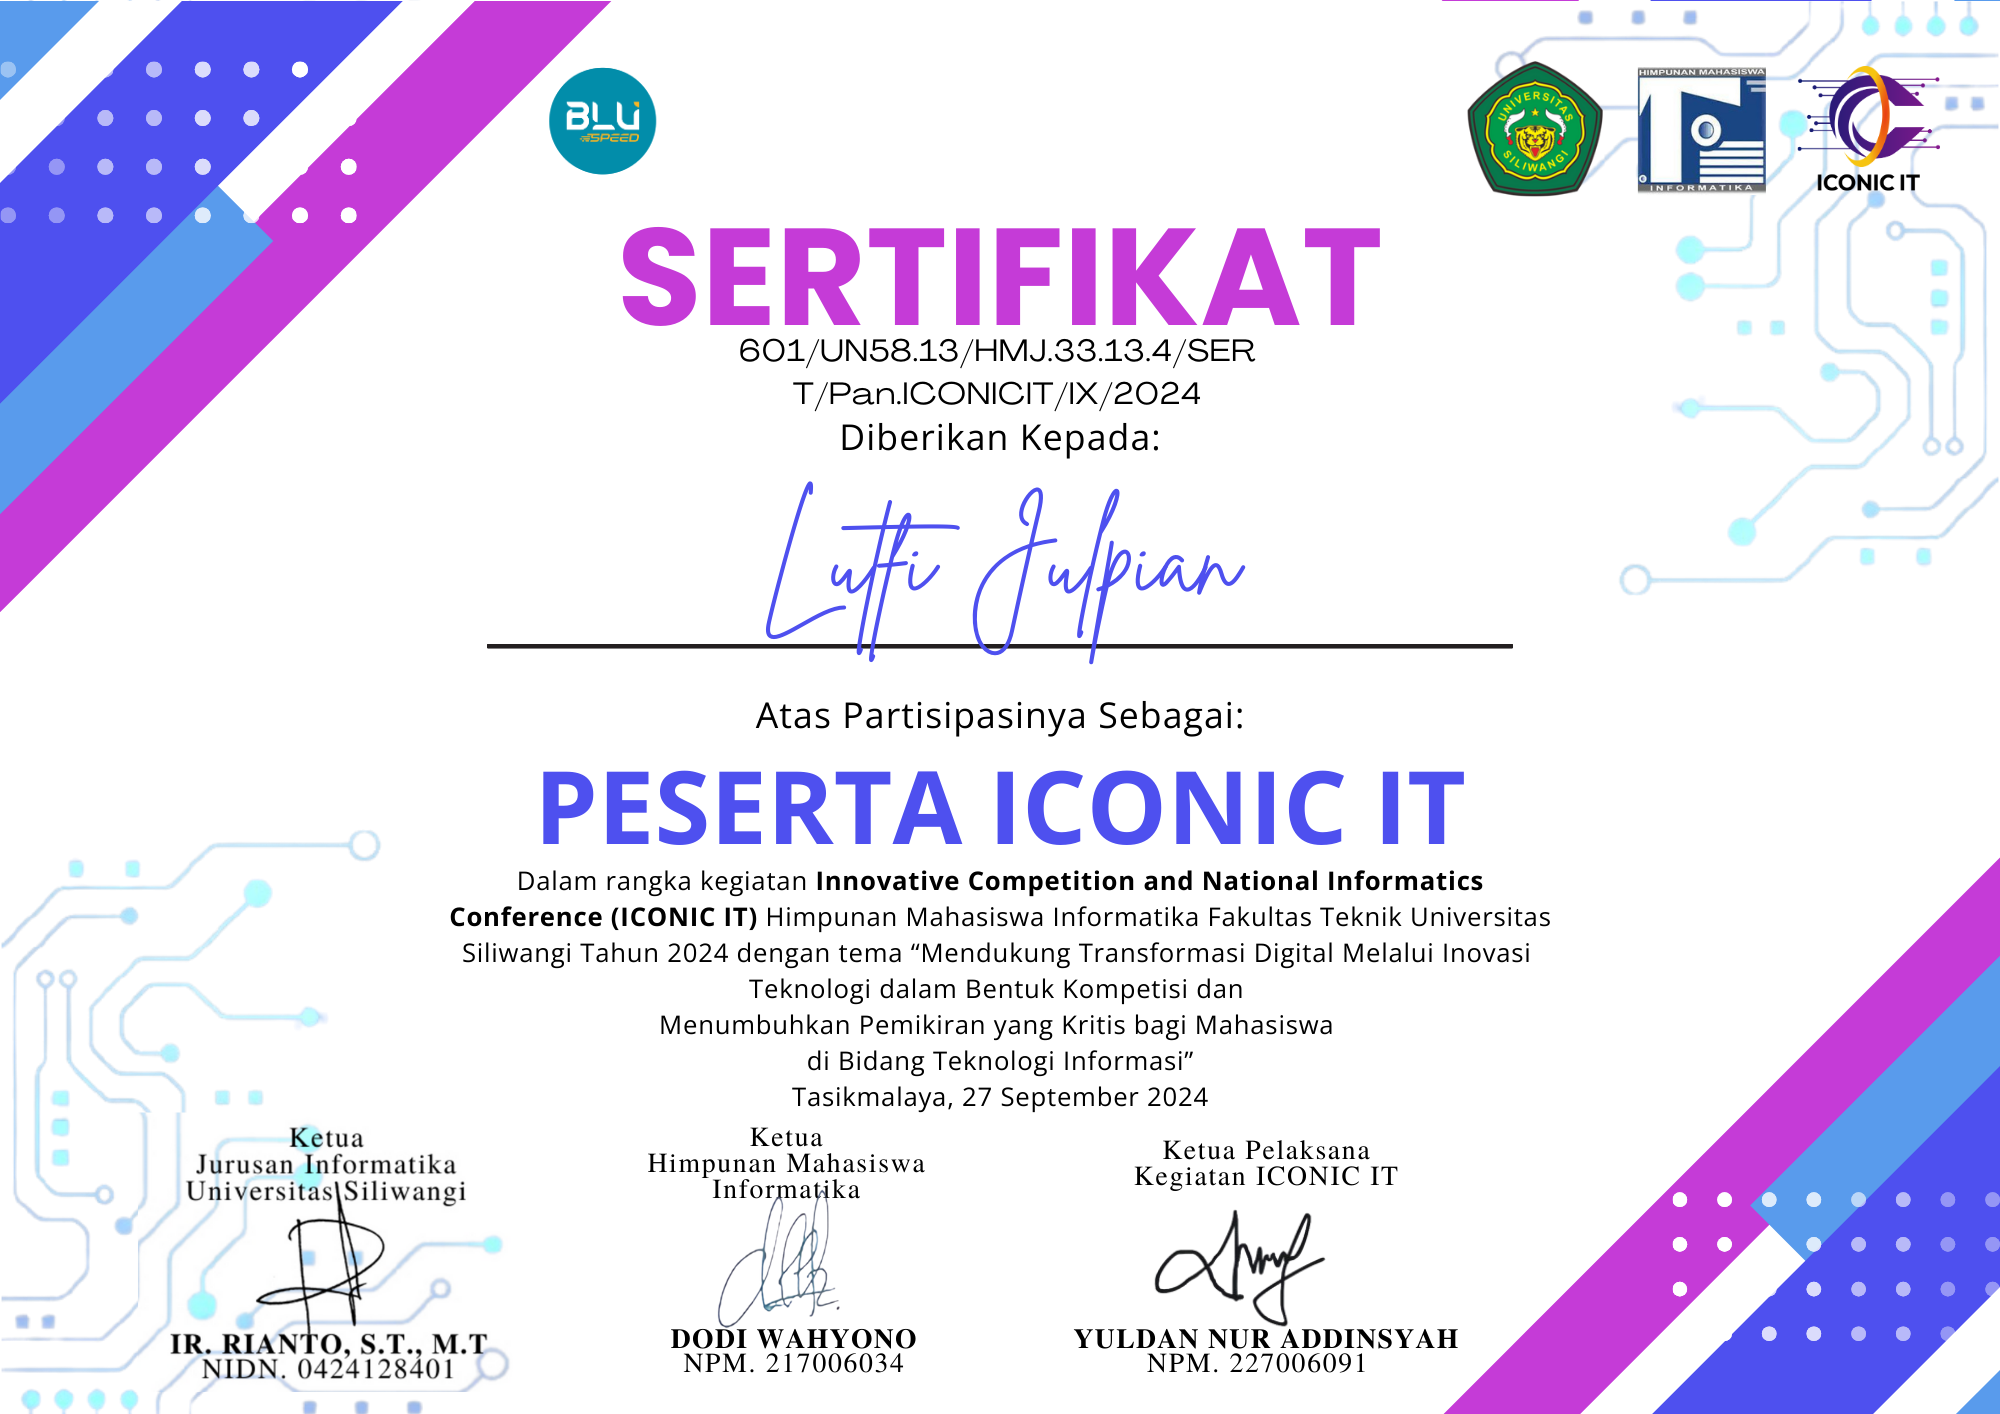 BLU
SPEED
UNIVERSITAS
SILIWANGI
HIMPUNAN MAHASISWA
INFORMATIKA
ICONIC IT
SERTIFIKAT
601/UN58.13/HMJ.33.13.4/SER
T/Pan.ICONICIT/IX/2024
Diberikan Kepada:
Lutfi Julpian
Atas Partisipasinya Sebagai:
PESERTA ICONIC IT
Dalam rangka kegiatan Innovative Competition and National Informatics
Conference (ICONIC IT) Himpunan Mahasiswa Informatika Fakultas Teknik Universitas
Siliwangi Tahun 2024 dengan tema “Mendukung Transformasi Digital Melalui Inovasi
Teknologi dalam Bentuk Kompetisi dan
Menumbuhkan Pemikiran yang Kritis bagi Mahasiswa
di Bidang Teknologi Informasi”
Tasikmalaya, 27 September 2024
Ketua
Jurusan Informatika
Universitas Siliwangi
IR. RIANTO, S.T., M.T
NIDN. 0424128401
Ketua
Himpunan Mahasiswa
Informatika
DODI WAHYONO
NPM. 217006034
Ketua Pelaksana
Kegiatan ICONIC IT
YULDAN NUR ADDINSYAH
NPM. 227006091